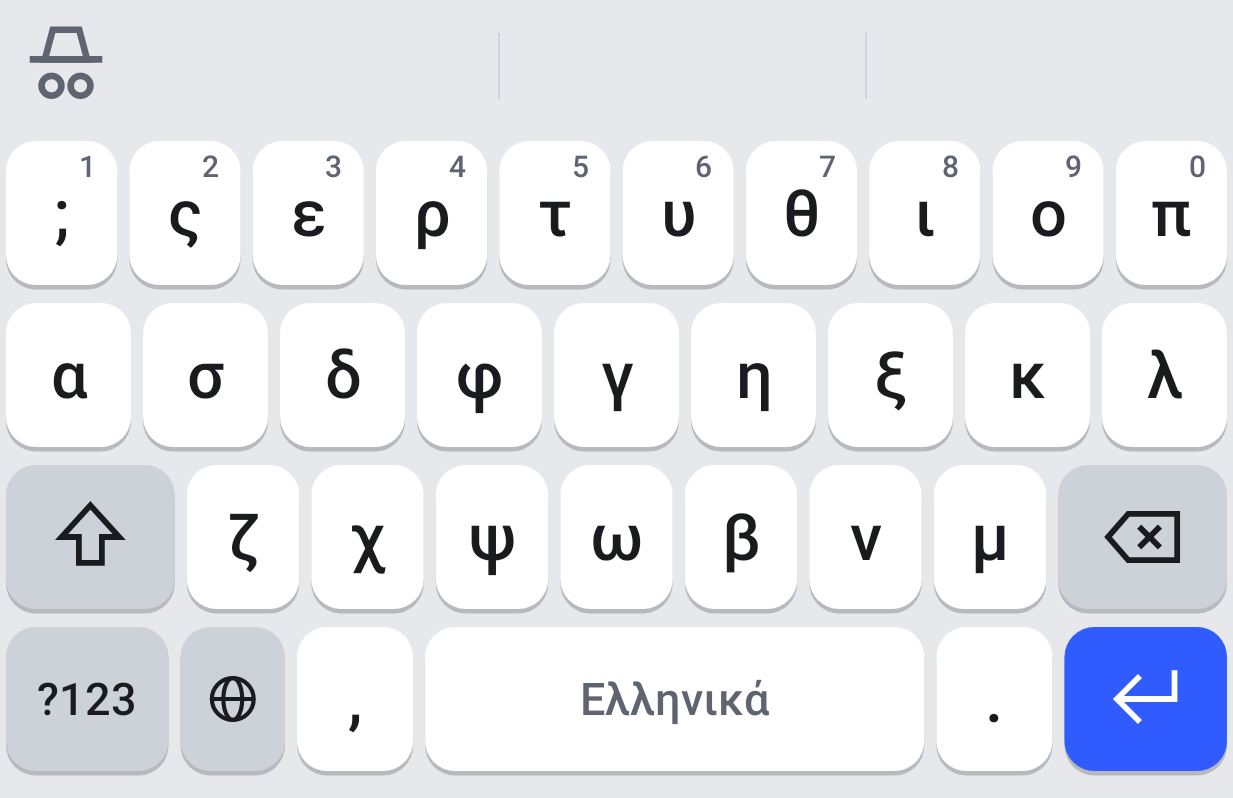 1 2 3 4 5 6 7 8 9 0
; ς ε ρ τ υ θ ι ο π
α σ δ φ γ η ξ κ λ
ζ χ ψ ω β ν μ
?123 , Ελληνικά .